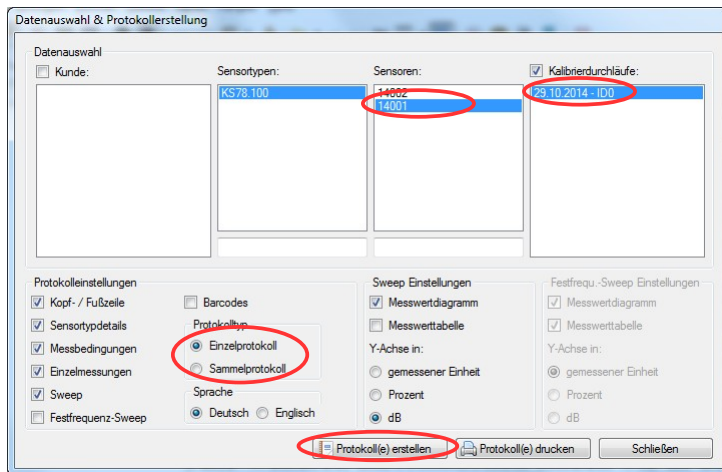 Datenauswahl & Protokollerstellung
Datenauswahl
Kunde:
Sensortypen:
Sensoren:
Kalibrierdurchläufe:
KS78.100
14002
14001
29.10.2014 - ID0
Protokolleinstellungen
Kopf- / Fußzeile
Sensortypdetails
Messbedingungen
Einzelmessungen
Sweep
Festfrequenz-Sweep
Barcodes
Protokolltyp
Einzelprotokoll
Sammelprotokoll
Sprache
Deutsch
Englisch
Sweep Einstellungen
Messwertdiagramm
Messwerttabelle
Y-Achse in:
gemessener Einheit
Prozent
dB
Festfrequ.-Sweep Einstellungen
Messwertdiagramm
Messwerttabelle
Y-Achse in:
gemessener Einheit
Prozent
dB
Protokoll(e) erstellen
Protokoll(e) drucken
Schließen